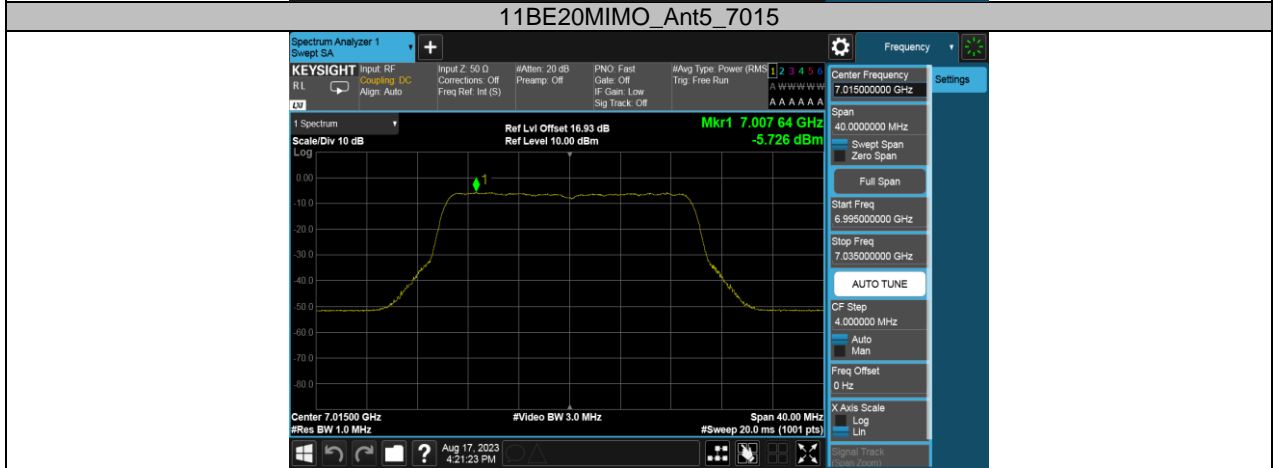 11BE20MIMO_Ant5_7015
Spectrum Analyzer 1
Swept SA
+
Frequency
KEYSIGHT
RL
LXI
Input: RF
Coupling: DC
Align: Auto
Input Z: 50 Ω
Corrections: Off
Freq Ref: Int (S)
#Atten: 20 dB
Preamp: Off
PNO: Fast
Gate: Off
IF Gain: Low
Sig Track: Off
#Avg Type: Power (RMS
Trig: Free Run
1 2 3 4 5 6
A W W W W W
A A A A A A
Center Frequency
7.015000000 GHz
Settings
1 Spectrum
Scale/Div 10 dB
Ref Lvl Offset 16.93 dB
Ref Level 10.00 dBm
Mkr1 7.007 64 GHz
-5.726 dBm
Log
0.00
-10.0
-20.0
-30.0
-40.0
-50.0
-60.0
-70.0
-80.0
1
Span
40.0000000 MHz
Swept Span
Zero Span
Full Span
Start Freq
6.995000000 GHz
Stop Freq
7.035000000 GHz
AUTO TUNE
CF Step
4.000000 MHz
Auto
Man
Freq Offset
0 Hz
X Axis Scale
Log
Lin
Signal Track
(Span Zoom)
Center 7.01500 GHz
#Res BW 1.0 MHz
#Video BW 3.0 MHz
Span 40.00 MHz
#Sweep 20.0 ms (1001 pts)
?
Aug 17, 2023
4:21:23 PM